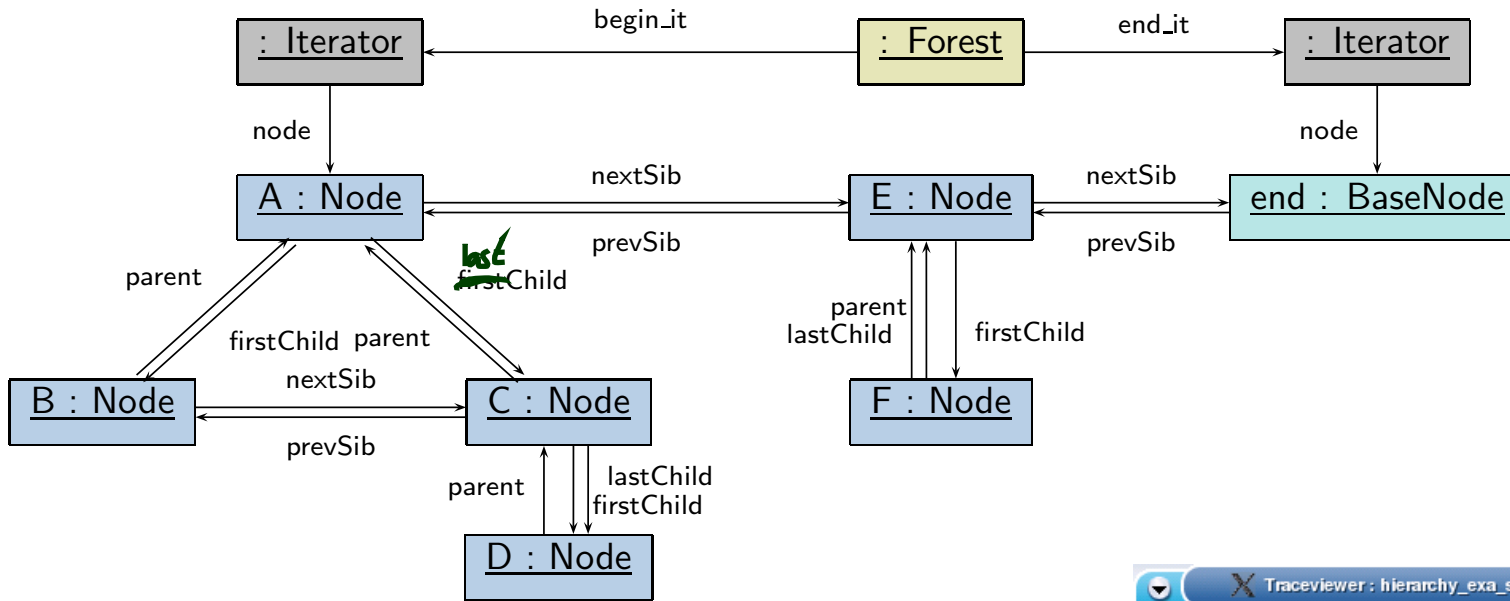 begin_it
end_it
: Iterator
: Forest
: Iterator
node
node
A : Node
nextSib
E : Node
nextSib
end : BaseNode
prevSib
prevSib
last
firstChild
parent
parent
lastChild
firstChild
firstChild parent
nextSib
B : Node
C : Node
F : Node
prevSib
lastChild
parent
firstChild
D : Node
X Traceviewer : hierarchy_exa_s